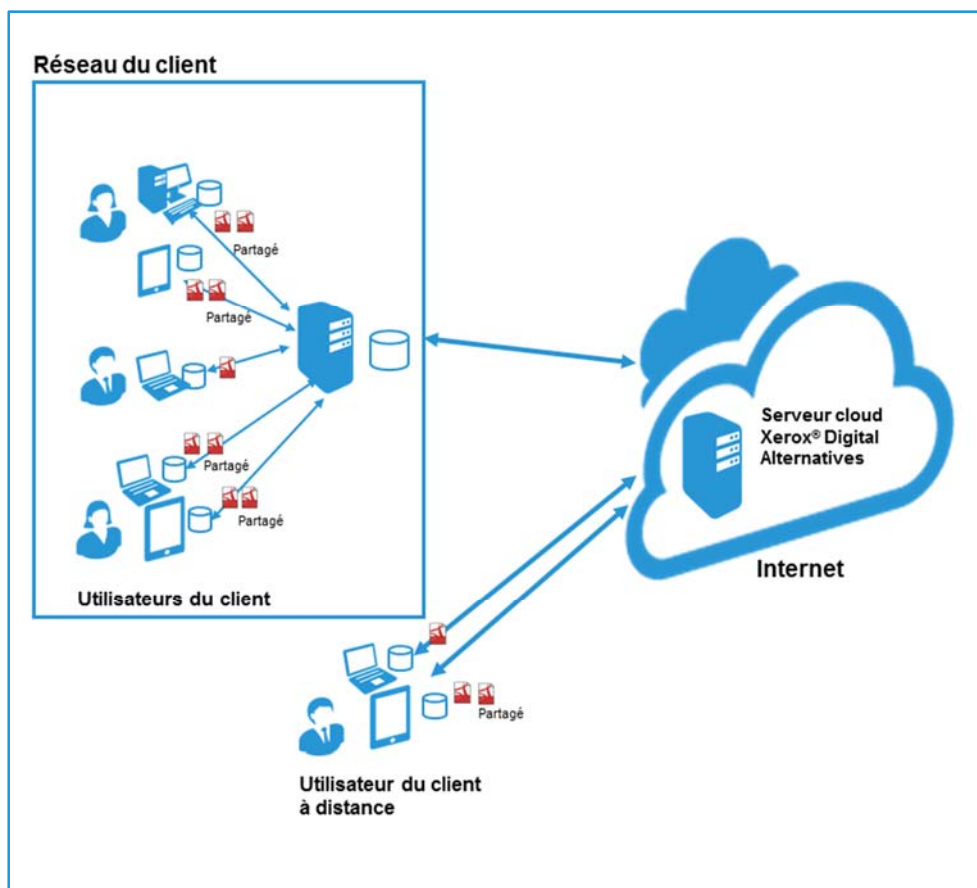 Réseau du client
Partagé
Partagé
Partagé
Partagé
Utilisateurs du client
Serveur cloud
Xerox® Digital
Alternatives
Internet
Partagé
Utilisateur du client
à distance